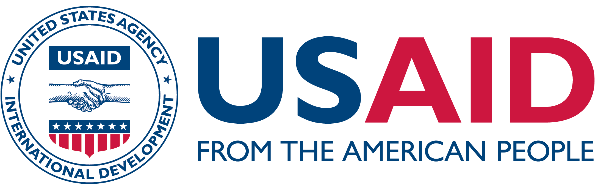 UNITED STATES AGENCY
USAID
INTERNATIONAL DEVELOPMENT
USAID
FROM THE AMERICAN PEOPLE